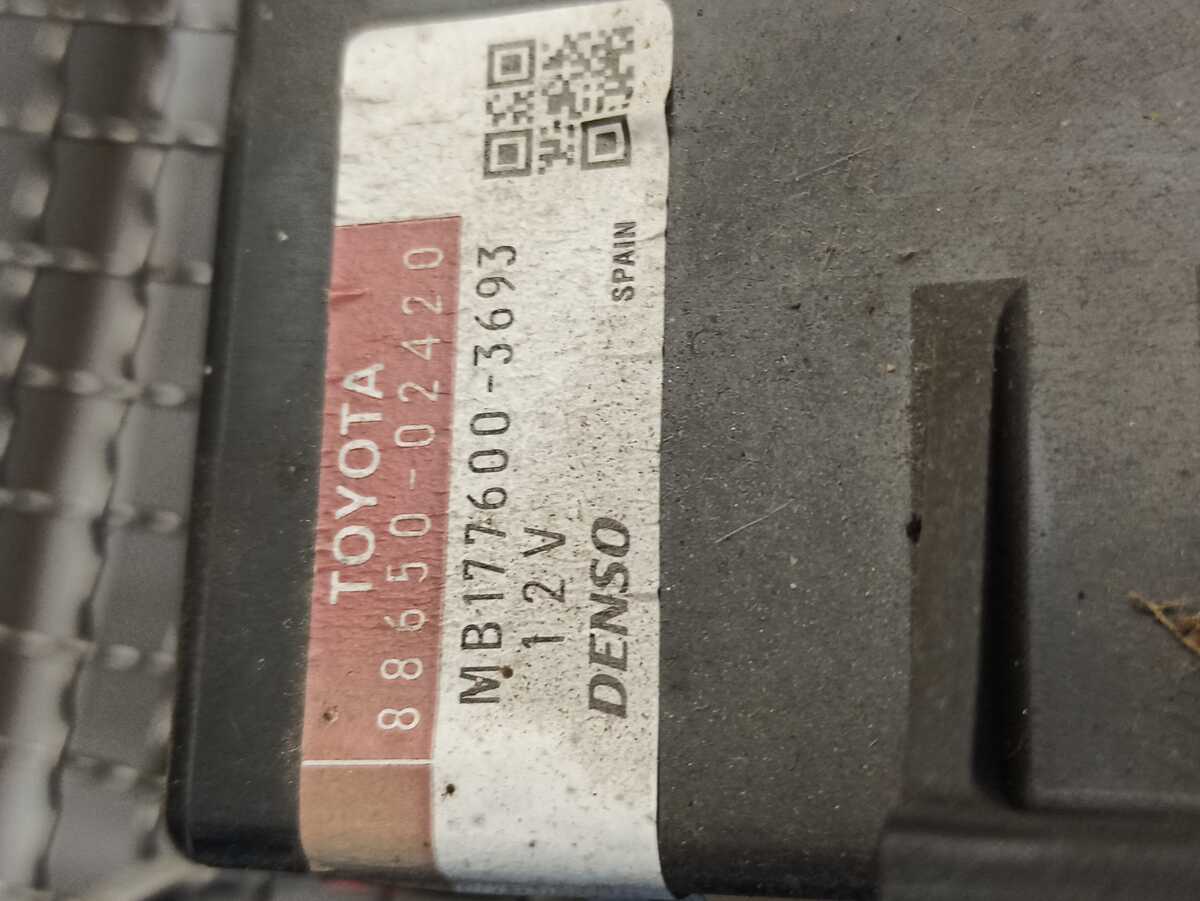 TOYOTA
88650-02420
MB177600-3693
12V
DENSO
SPAIN